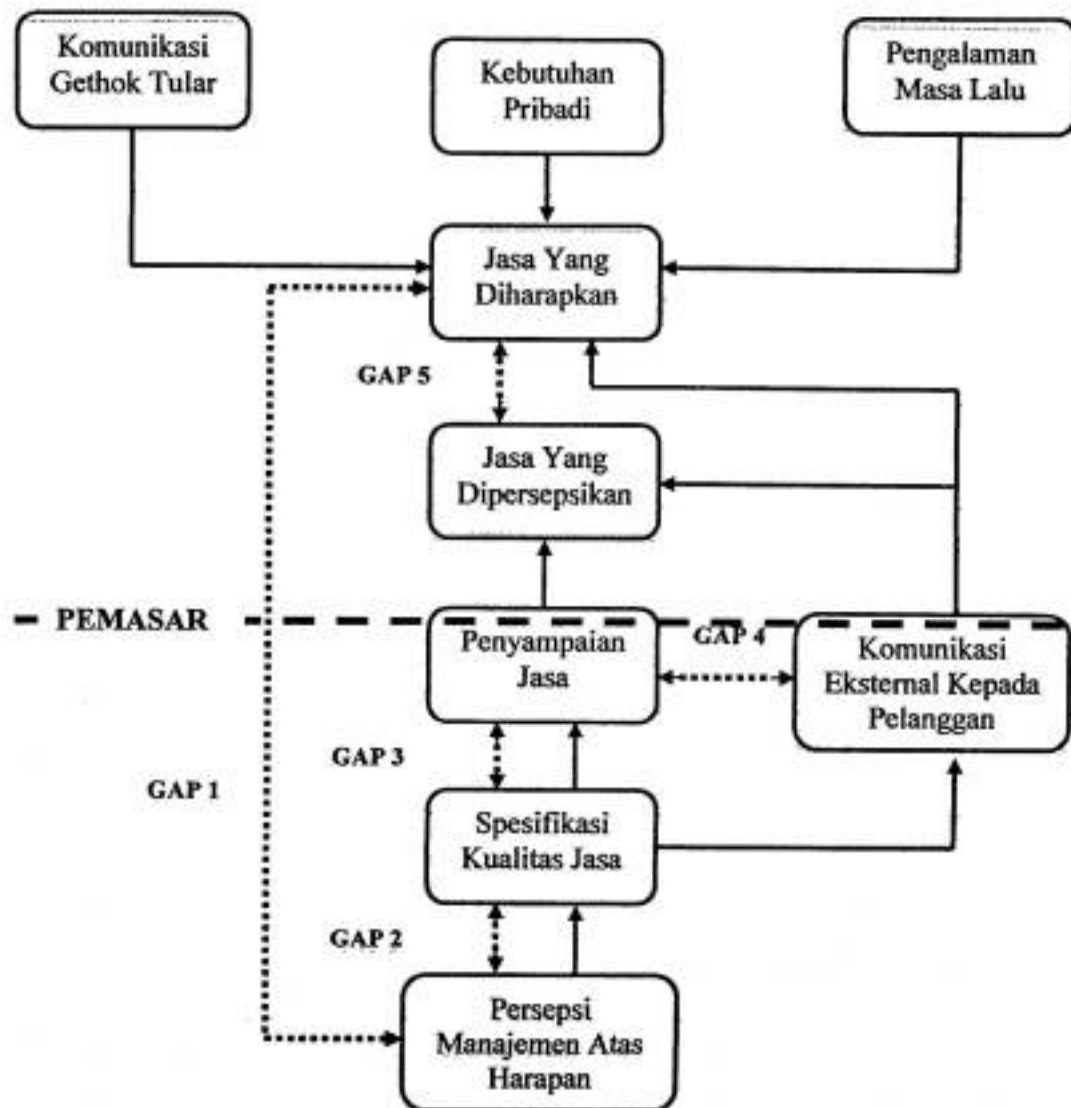 Komunikasi
Gethok Tular
Kebutuhan
Pribadi
Pengalaman
Masa Lalu
Jasa Yang
Diharapkan
GAP 5
Jasa Yang
Dipersepsikan
PEMASAR
Penyampaian
Jasa
GAP 4
Komunikasi
Eksternal Kepada
Pelanggan
GAP 3
GAP 1
Spesifikasi
Kualitas Jasa
GAP 2
Persepsi
Manajemen Atas
Harapan